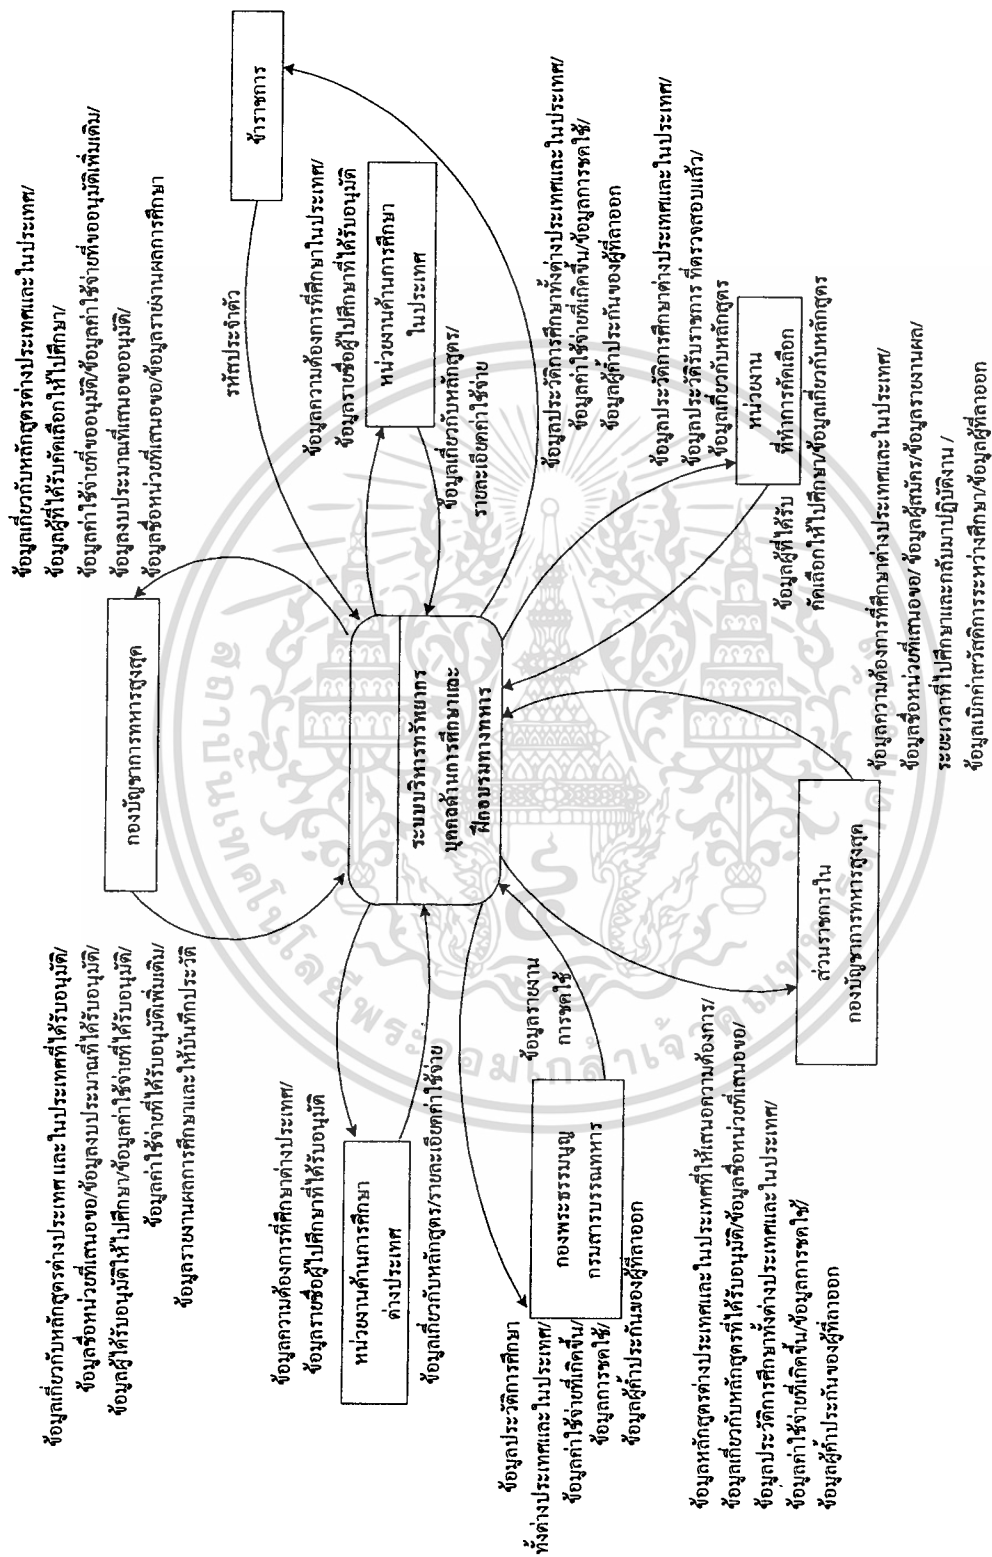 ข้อมูลเกี่ยวกับหลักสูตรต่างประเทศ และในประเทศที่ได้รับอนุมัติ/
ข้อมูลชื่อหน่วยที่เสนอขอ/ข้อมูลงบประมาณที่ได้รับอนุมัติ/
ข้อมูลผู้ได้รับอนุมัติให้ไปศึกษา/ข้อมูลค่าใช้จ่ายที่ได้รับอนุมัติ/
ข้อมูลค่าใช้จ่ายที่ได้รับอนุมัติเพิ่มเติม/
ข้อมูลรายงานผลการศึกษาและให้บันทึกประวัติ
กองบัญชาการทหารสูงสุด
ข้อมูลเกี่ยวกับหลักสูตรต่างประเทศและในประเทศ/
ข้อมูลผู้ที่ได้รับคัดเลือกให้ไปศึกษา/
ข้อมูลค่าใช้จ่ายที่ขออนุมัติ/ข้อมูลค่าใช้จ่ายที่ขออนุมัติเพิ่มเติม/
ข้อมูลงบประมาณที่เสนอขออนุมัติ/
ข้อมูลชื่อหน่วยที่เสนอขอ/ข้อมูลรายงานผลการศึกษา
รหัสประจำตัว
ข้าราชการ
ข้อมูลความต้องการที่ศึกษาต่างประเทศ/
ข้อมูลรายชื่อผู้ไปศึกษาที่ได้รับอนุมัติ
หน่วยงานด้านการศึกษา
ต่างประเทศ
ข้อมูลเกี่ยวกับหลักสูตร/รายละเอียดค่าใช้จ่าย
ระบบบริหารทรัพยากร
บุคคลด้านการศึกษาและ
ฝึกอบรมทางทหาร
ข้อมูลความต้องการที่ศึกษาในประเทศ/
ข้อมูลรายชื่อผู้ไปศึกษาที่ได้รับอนุมัติ
หน่วยงานด้านการศึกษา
ในประเทศ
ข้อมูลเกี่ยวกับหลักสูตร/
รายละเอียดค่าใช้จ่าย
ข้อมูลประวัติการศึกษา
ทั้งต่างประเทศและในประเทศ/
ข้อมูลค่าใช้จ่ายที่เกิดขึ้น/
ข้อมูลการชดใช้/
ข้อมูลผู้ค้ำประกันของผู้ที่ลาออก
กองพระธรรมนูญ
กรมสารบรรณทหาร
ข้อมูลรายงาน
การชดใช้
ข้อมูลประวัติการศึกษาทั้งต่างประเทศและในประเทศ/
ข้อมูลค่าใช้จ่ายที่เกิดขึ้น/ข้อมูลการชดใช้/
ข้อมูลผู้ค้ำประกันของผู้ที่ลาออก
ข้อมูลประวัติการศึกษาต่างประเทศและในประเทศ/
ข้อมูลประวัติรับราชการ ที่ตรวจสอบแล้ว/
ข้อมูลเกี่ยวกับหลักสูตร
หน่วยงาน
ที่ทำการคัดเลือก
ข้อมูลผู้ที่ได้รับ
คัดเลือกให้ไปศึกษา/ข้อมูลเกี่ยวกับหลักสูตร
ข้อมูลหลักสูตรต่างประเทศและในประเทศที่ให้เสนอความต้องการ/
ข้อมูลเกี่ยวกับหลักสูตรที่ได้รับอนุมัติ/ข้อมูลชื่อหน่วยที่เสนอขอ/
ข้อมูลประวัติการศึกษาทั้งต่างประเทศและในประเทศ/
ข้อมูลค่าใช้จ่ายที่เกิดขึ้น/ข้อมูลการชดใช้/
ข้อมูลผู้ค้ำประกันของผู้ที่ลาออก
ส่วนราชการใน
กองบัญชาการทหารสูงสุด
ข้อมูลความต้องการที่ศึกษาต่างประเทศและในประเทศ/
ข้อมูลชื่อหน่วยที่เสนอขอ/ ข้อมูลผู้สมัคร/ข้อมูลรายงานผล/
ระยะเวลาที่ไปศึกษาและกลับมาปฏิบัติงาน /
ข้อมูลเบิกค่าสวัสดิการระหว่างศึกษา/ข้อมูลผู้ที่ลาออก
สถาบันเทคโนโลยีพระจอมเกล้าเจ้าคุณทหาร